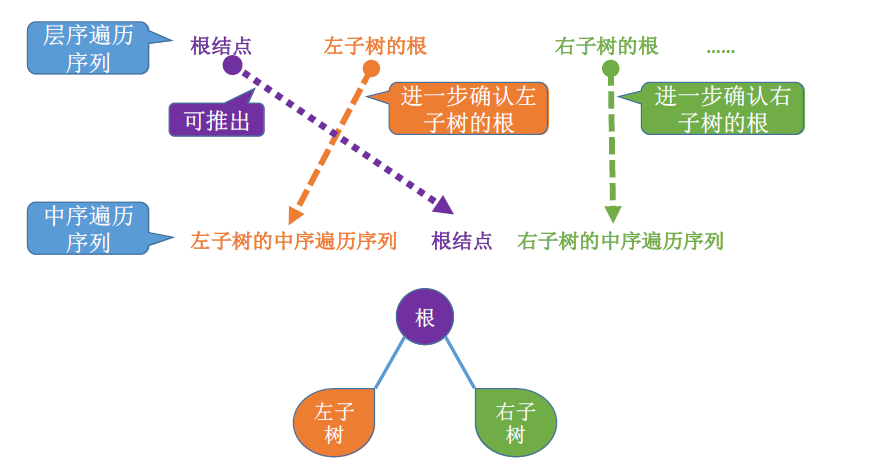 层序遍历
序列
根结点
左子树的根
右子树的根
......
可推出
进一步确认左
子树的根
进一步确认右
子树的根
中序遍历
序列
左子树的中序遍历序列
根结点
右子树的中序遍历序列
根
左子
树
右子
树